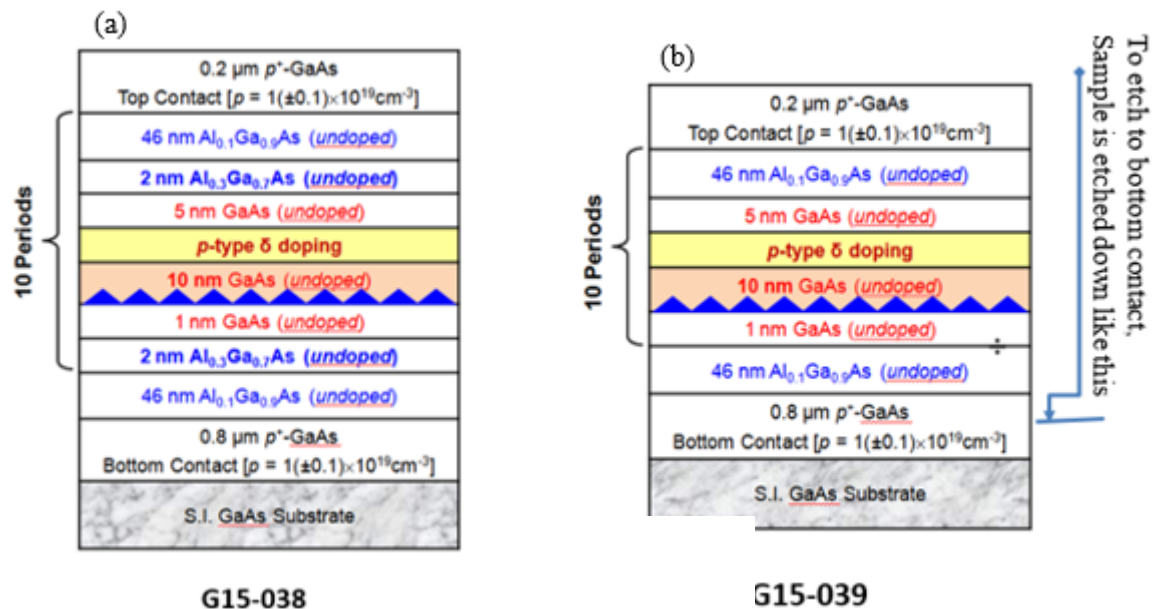 (a)
0.2 µm p⁺-GaAs
Top Contact [p = 1(±0.1)×10¹⁹cm⁻³]
46 nm Al₀.₁Ga₀.₉As (undoped)
2 nm Al₀.₃Ga₀.₇As (undoped)
5 nm GaAs (undoped)
p-type δ doping
10 nm GaAs (undoped)
1 nm GaAs (undoped)
2 nm Al₀.₃Ga₀.₇As (undoped)
46 nm Al₀.₁Ga₀.₉As (undoped)
0.8 µm p⁺-GaAs
Bottom Contact [p = 1(±0.1)×10¹⁹cm⁻³]
S.I. GaAs Substrate
10 Periods
G15-038
(b)
0.2 µm p⁺-GaAs
Top Contact [p = 1(±0.1)×10¹⁹cm⁻³]
46 nm Al₀.₁Ga₀.₉As (undoped)
5 nm GaAs (undoped)
p-type δ doping
10 nm GaAs (undoped)
1 nm GaAs (undoped)
÷
46 nm Al₀.₁Ga₀.₉As (undoped)
0.8 µm p⁺-GaAs
Bottom Contact [p = 1(±0.1)×10¹⁹cm⁻³]
S.I. GaAs Substrate
10 Periods
G15-039
To etch to bottom contact,
Sample is etched down like this